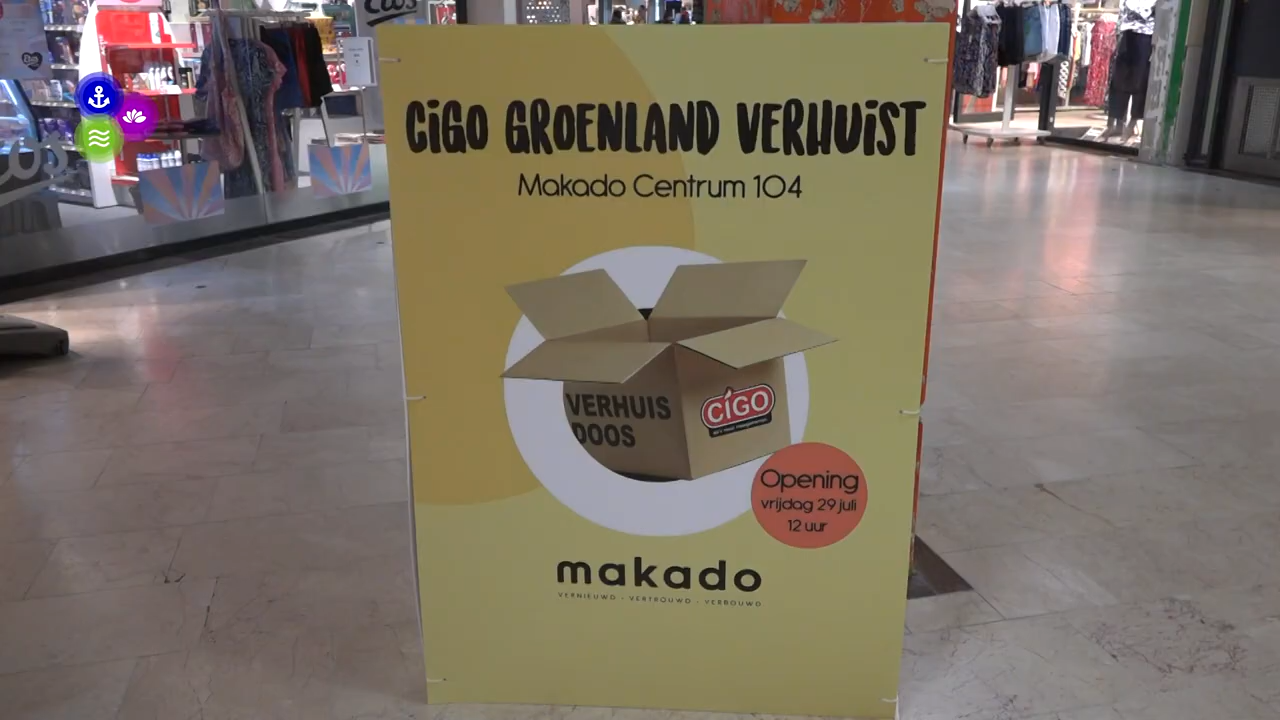 CiGO GROENLAND VERHUiST
Makado Centrum 104
VERHUIS
DOOS
CIGO
Opening
vrijdag 29 juli
12 uur
makado
VERNIEUWD - VERTROUWD - VERBOUWD